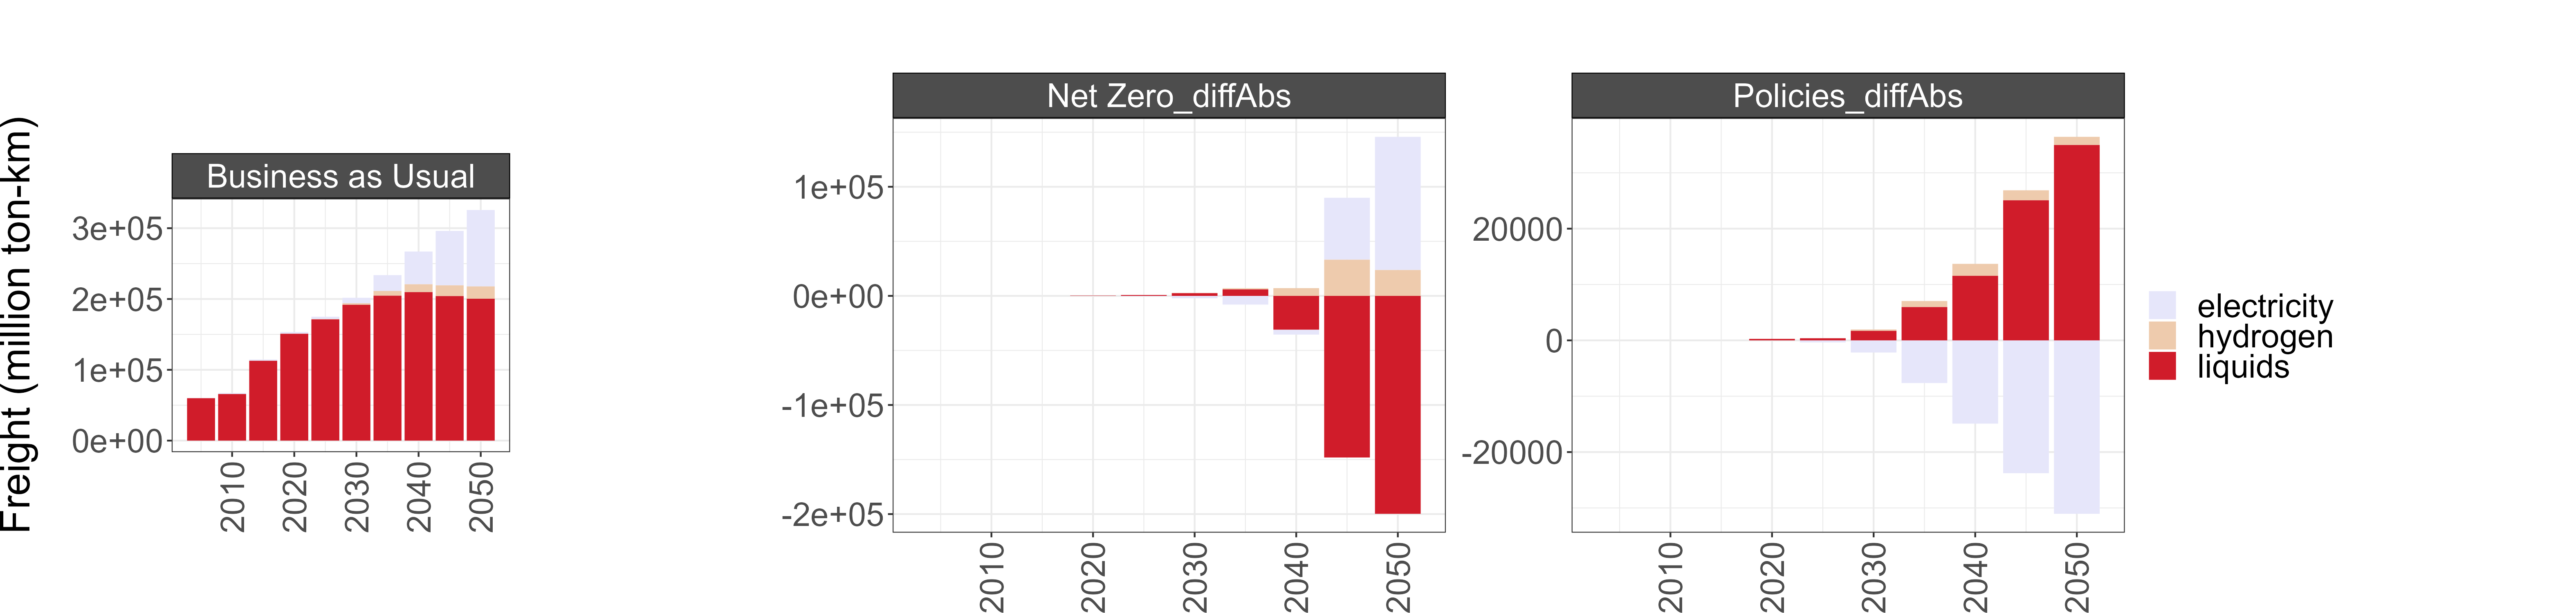 Freight (million ton-km)
Business as Usual
3e+05
2e+05
1e+05
0e+00
2010
2020
2030
2040
2050
Net Zero_diffAbs
1e+05
0e+00
-1e+05
-2e+05
2010
2020
2030
2040
2050
Policies_diffAbs
20000
0
-20000
2010
2020
2030
2040
2050
electricity
hydrogen
liquids